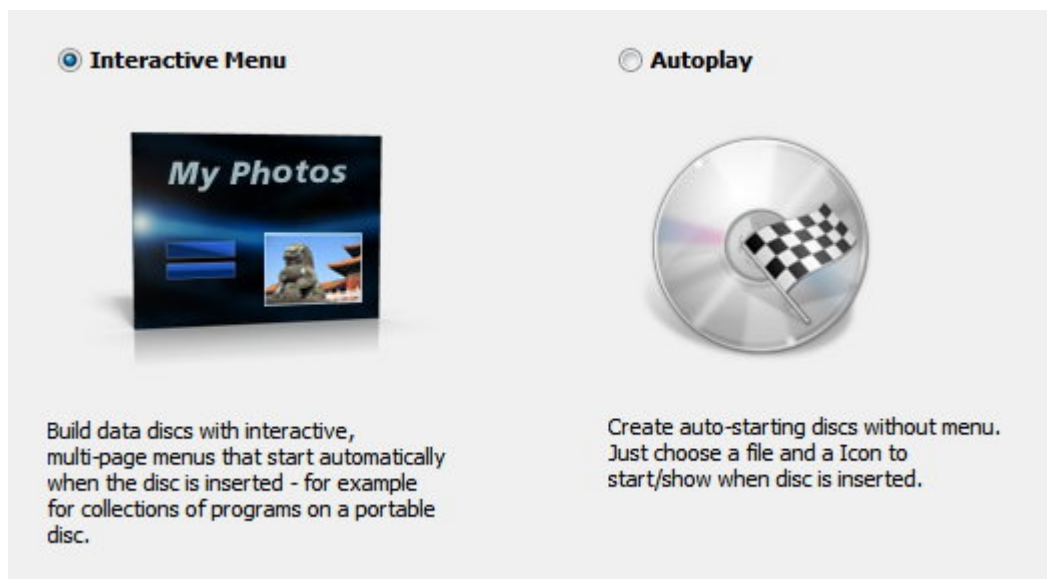 Interactive Menu
My Photos
Build data discs with interactive,
multi-page menus that start automatically
when the disc is inserted - for example
for collections of programs on a portable
disc.
Autoplay
Create auto-starting discs without menu.
Just choose a file and a Icon to
start/show when disc is inserted.